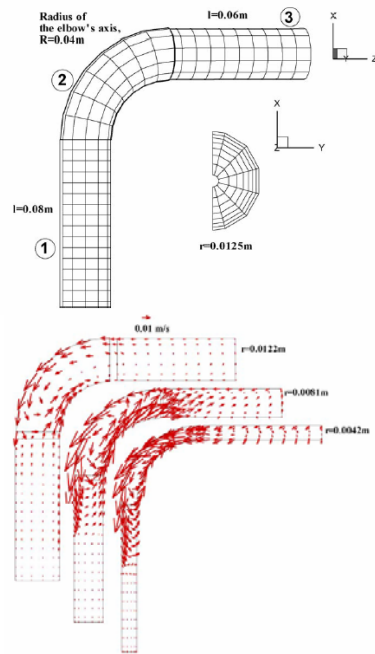 Radius of
the elbow's axis,
R=0.04m
l=0.06m
3
X
Y
Z
2
X
Z
Y
l=0.08m
r=0.0125m
1
0.01 m/s
r=0.0122m
r=0.0081m
r=0.0042m